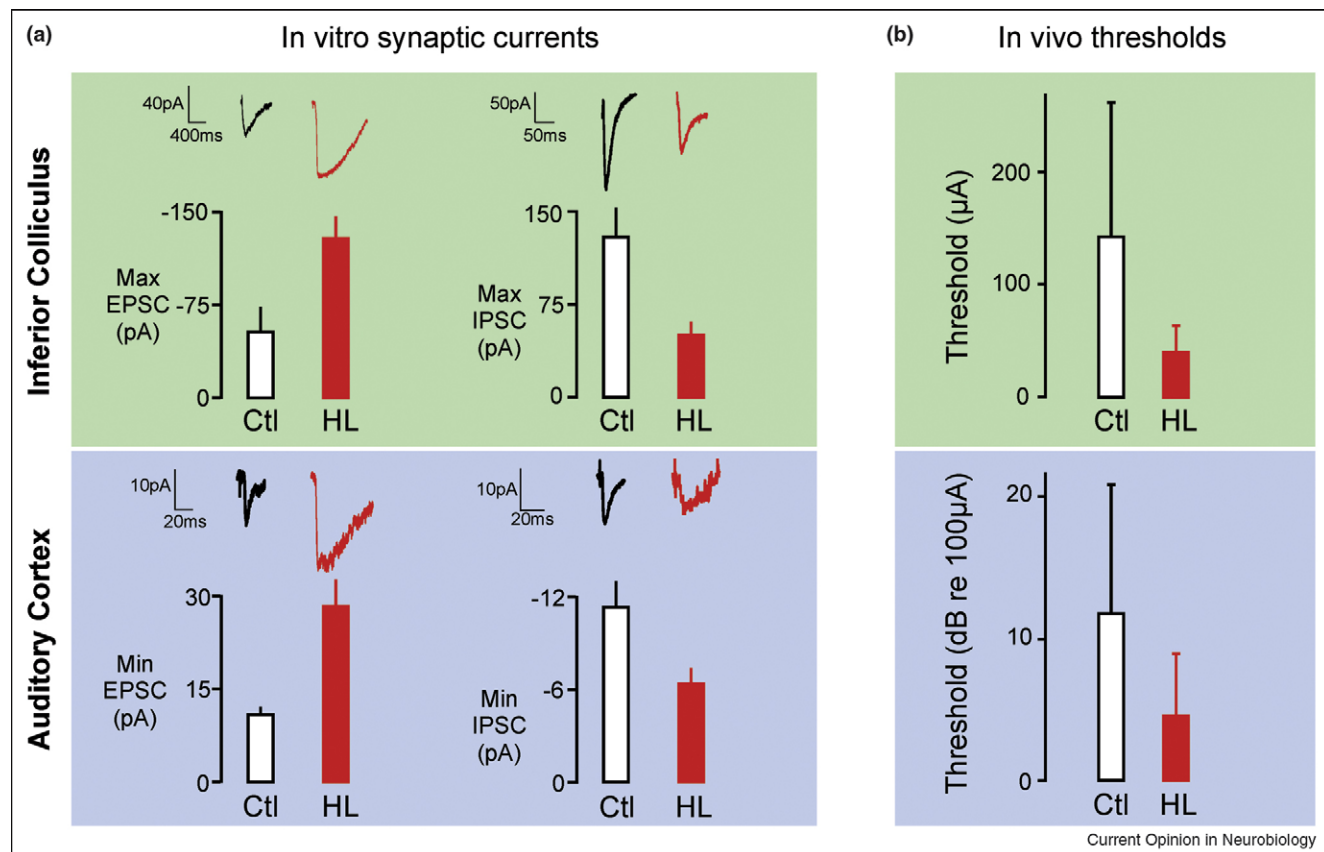 (a)
In vitro synaptic currents
(b)
In vivo thresholds
Inferior Colliculus
40pA
400ms
-150
-75
0
Max
EPSC
(pA)
Ctl
HL
50pA
50ms
150
75
0
Max
IPSC
(pA)
Ctl
HL
Threshold (µA)
200
100
0
Ctl
HL
Auditory Cortex
10pA
20ms
30
15
0
Min
EPSC
(pA)
Ctl
HL
10pA
20ms
-12
-6
0
Min
IPSC
(pA)
Ctl
HL
Threshold (dB re 100µA)
20
10
0
Ctl
HL
Current Opinion in Neurobiology